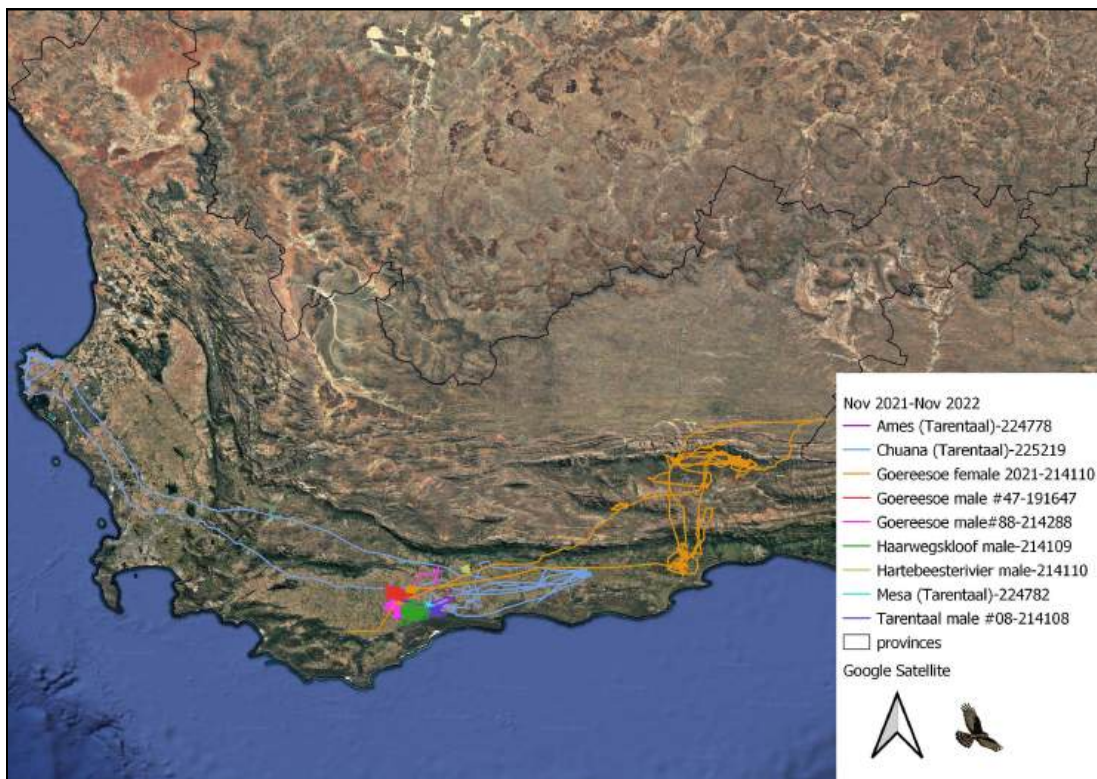 Nov 2021-Nov 2022
Ames (Tarentaal)-224778
Chuana (Tarentaal)-225219
Goereesoe female 2021-214110
Goereesoe male #47-191647
Goereesoe male#88-214288
Haarwegskloof male-214109
Hartebeesterivier male-214110
Mesa (Tarentaal)-224782
Tarentaal male #08-214108
provinces
Google Satellite